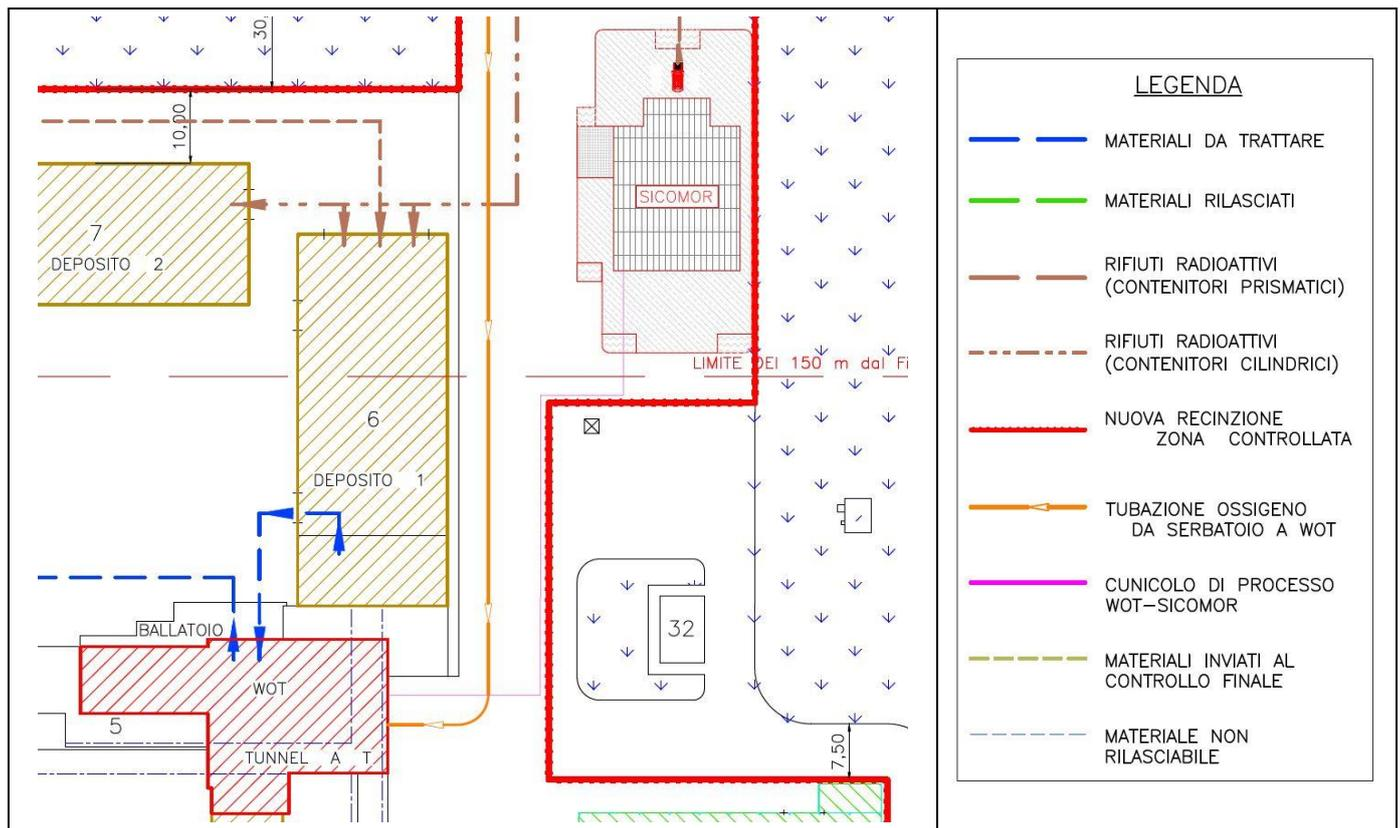 30,
10,00
7
DEPOSITO 2
SICOMOR
LIMITE DEI 150 m dal Fi
6
DEPOSITO 1
32
BALLATOIO
WOT
5
TUNNEL A T
7,50
LEGENDA
MATERIALI DA TRATTARE
MATERIALI RILASCIATI
RIFIUTI RADIOATTIVI
(CONTENITORI PRISMATICI)
RIFIUTI RADIOATTIVI
(CONTENITORI CILINDRICI)
NUOVA RECINZIONE
ZONA CONTROLLATA
TUBAZIONE OSSIGENO
DA SERBATOIO A WOT
CUNICOLO DI PROCESSO
WOT-SICOMOR
MATERIALI INVIATI AL
CONTROLLO FINALE
MATERIALE NON
RILASCIABILE